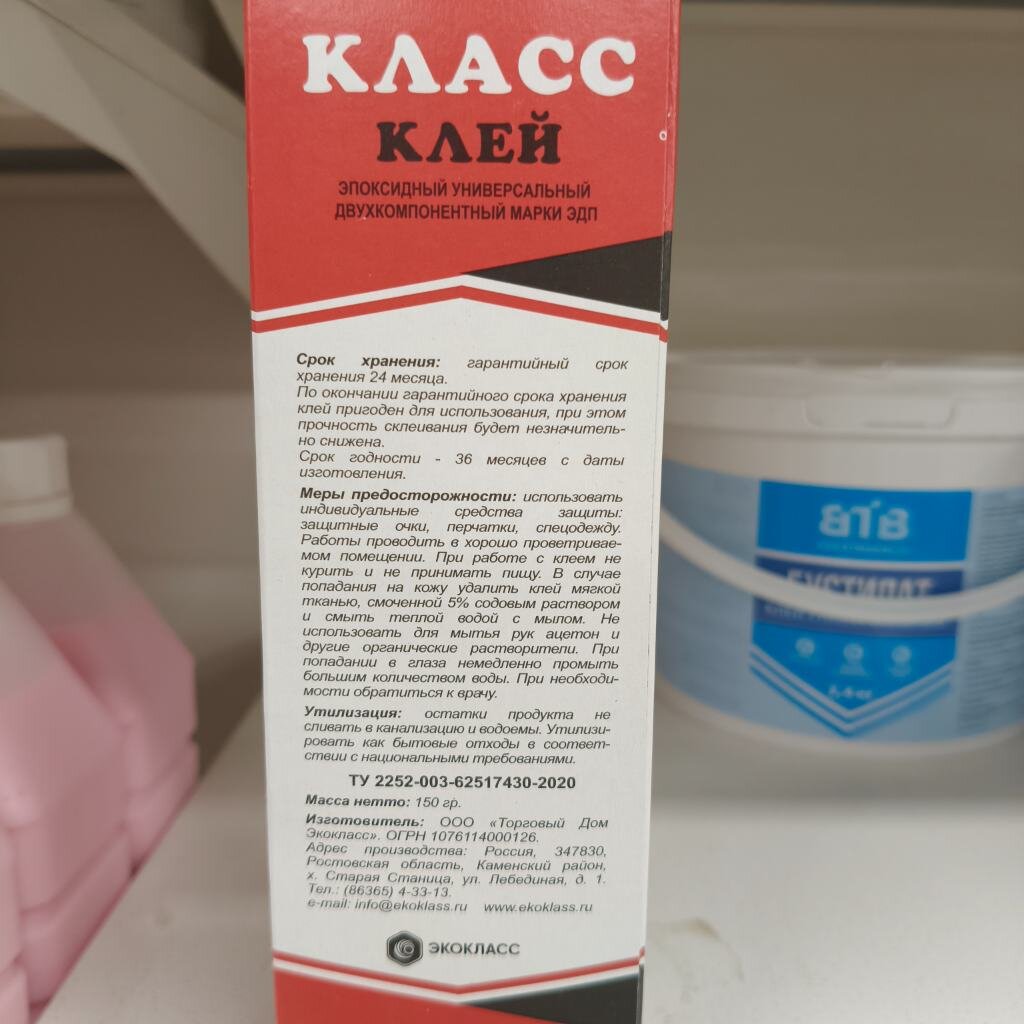 КЛАСС
КЛЕЙ
ЭПОКСИДНЫЙ УНИВЕРСАЛЬНЫЙ
ДВУХКОМПОНЕНТНЫЙ МАРКИ ЭДП
Срок хранения: гарантийный срок
хранения 24 месяца.
По окончании гарантийного срока хранения
клей пригоден для использования, при этом
прочность склеивания будет незначитель-
но снижена.
Срок годности - 36 месяцев с даты
изготовления.
Меры предосторожности: использовать
индивидуальные средства защиты:
защитные очки, перчатки, спецодежду.
Работы проводить в хорошо проветривае-
мом помещении. При работе с клеем не
курить и не принимать пищу. В случае
попадания на кожу удалить клей мягкой
тканью, смоченной 5% содовым раствором
и смыть теплой водой с мылом. Не
использовать для мытья рук ацетон и
другие органические растворители. При
попадании в глаза немедленно промыть
большим количеством воды. При необходи-
мости обратиться к врачу.
Утилизация: остатки продукта не
сливать в канализацию и водоемы. Утилизи-
ровать как бытовые отходы в соответ-
ствии с национальными требованиями.
ТУ 2252-003-62517430-2020
Масса нетто: 150 гр.
Изготовитель: ООО «Торговый Дом
Экокласс». ОГРН 1076114000126.
Адрес производства: Россия, 347830,
Ростовская область, Каменский район,
х. Старая Станица, ул. Лебединая, д. 1.
Тел.: (86365) 4-33-13.
e-mail: info@ekoklass.ru www.ekoklass.ru
ЭКОКЛАСС
ВТВ
БУСТИЛАТ